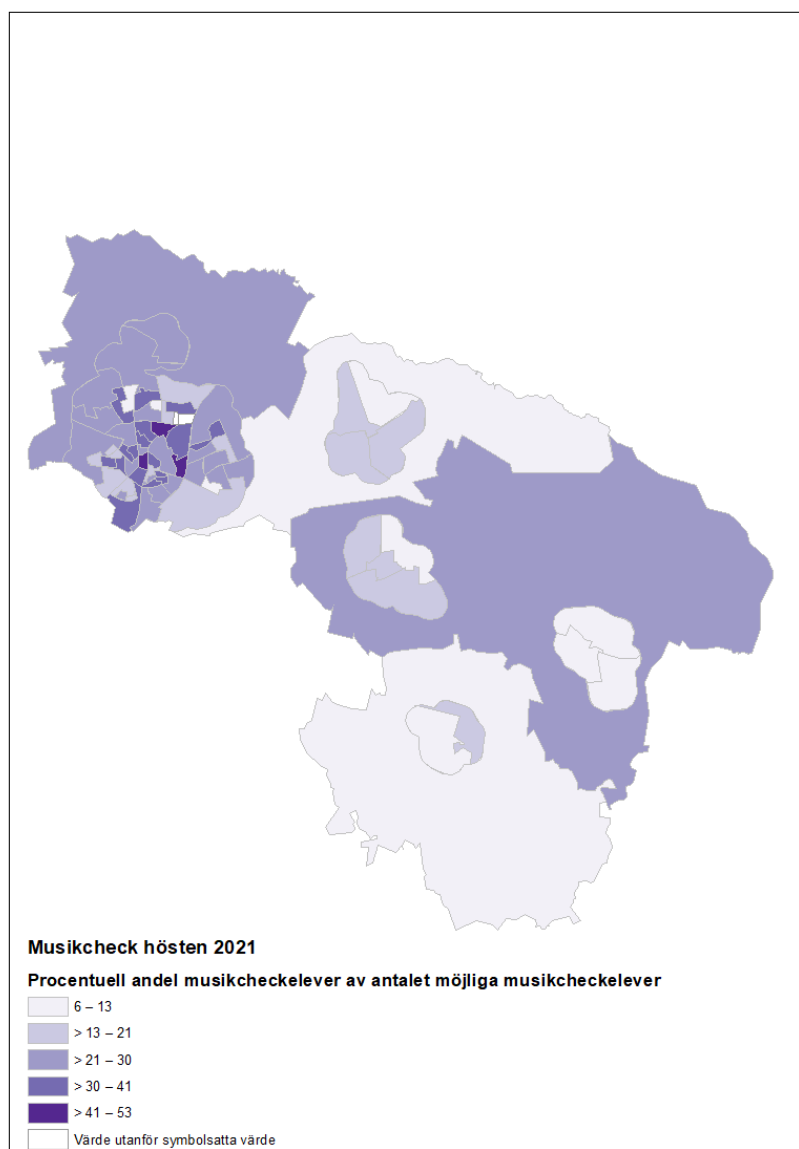 Musikcheck hösten 2021
Procentuell andel musikcheckelever av antalet möjliga musikcheckelever
6 – 13
> 13 – 21
> 21 – 30
> 30 – 41
> 41 – 53
Värde utanför symbolsatta värde